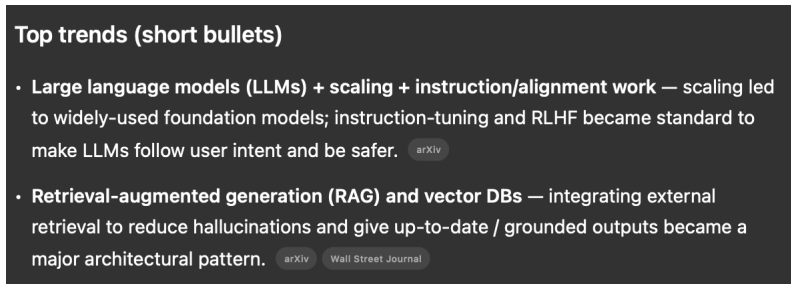 Top trends (short bullets)
• Large language models (LLMs) + scaling + instruction/alignment work — scaling led
to widely-used foundation models; instruction-tuning and RLHF became standard to
make LLMs follow user intent and be safer. arXiv
• Retrieval-augmented generation (RAG) and vector DBs — integrating external
retrieval to reduce hallucinations and give up-to-date / grounded outputs became a
major architectural pattern. arXiv Wall Street Journal